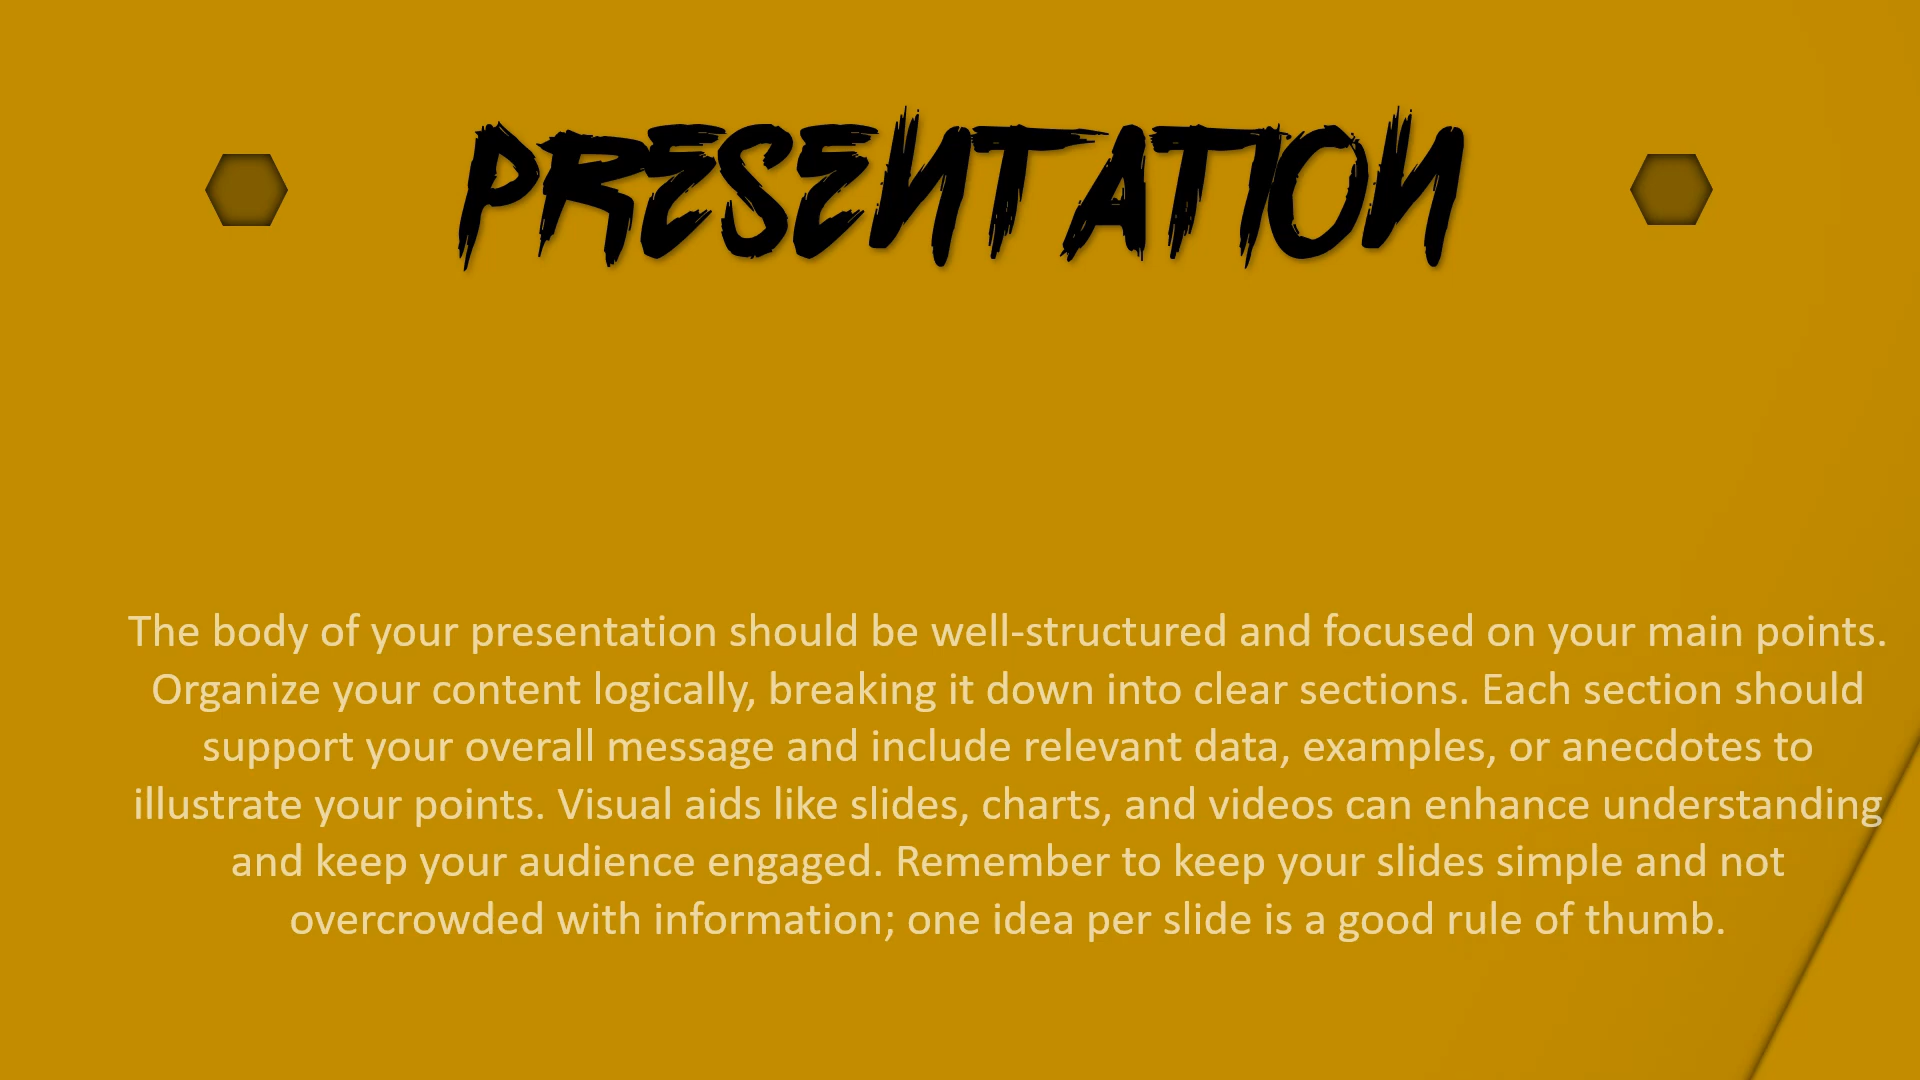 PRESENTATION
The body of your presentation should be well-structured and focused on your main points.
Organize your content logically, breaking it down into clear sections. Each section should
support your overall message and include relevant data, examples, or anecdotes to
illustrate your points. Visual aids like slides, charts, and videos can enhance understanding
and keep your audience engaged. Remember to keep your slides simple and not
overcrowded with information; one idea per slide is a good rule of thumb.